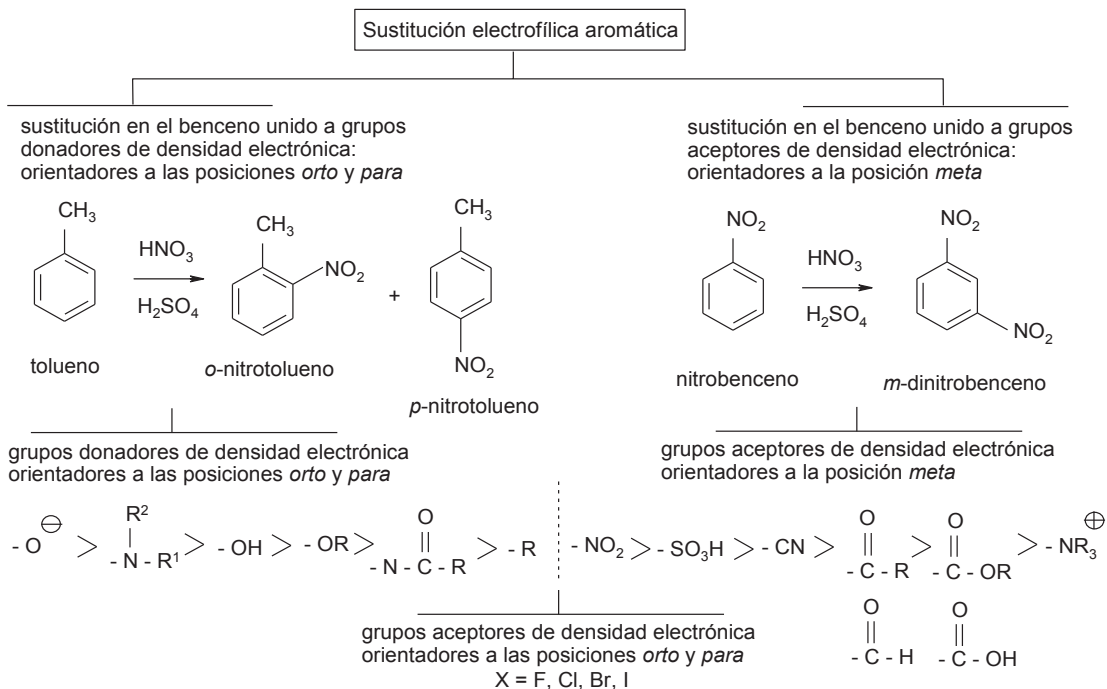 Sustitución electrofílica aromática
sustitución en el benceno unido a grupos
donadores de densidad electrónica:
orientadores a las posiciones orto y para
CH₃
HNO₃
H₂SO₄
tolueno
CH₃
NO₂
o-nitrotolueno
+
CH₃
NO₂
p-nitrotolueno
sustitución en el benceno unido a grupos
aceptores de densidad electrónica:
orientadores a la posición meta
NO₂
HNO₃
H₂SO₄
nitrobenceno
NO₂
NO₂
m-dinitrobenceno
grupos donadores de densidad electrónica
orientadores a las posiciones orto y para
- O⊖ > - N(R²) - R¹ > - OH > - OR > - N - C(=O) - R > - R
grupos aceptores de densidad electrónica
orientadores a la posición meta
- NO₂ > - SO₃H > - CN > - C(=O) - R > - C(=O) - OR > - NR₃⊕
- C(=O) - H - C(=O) - OH
grupos aceptores de densidad electrónica
orientadores a las posiciones orto y para
X = F, Cl, Br, I